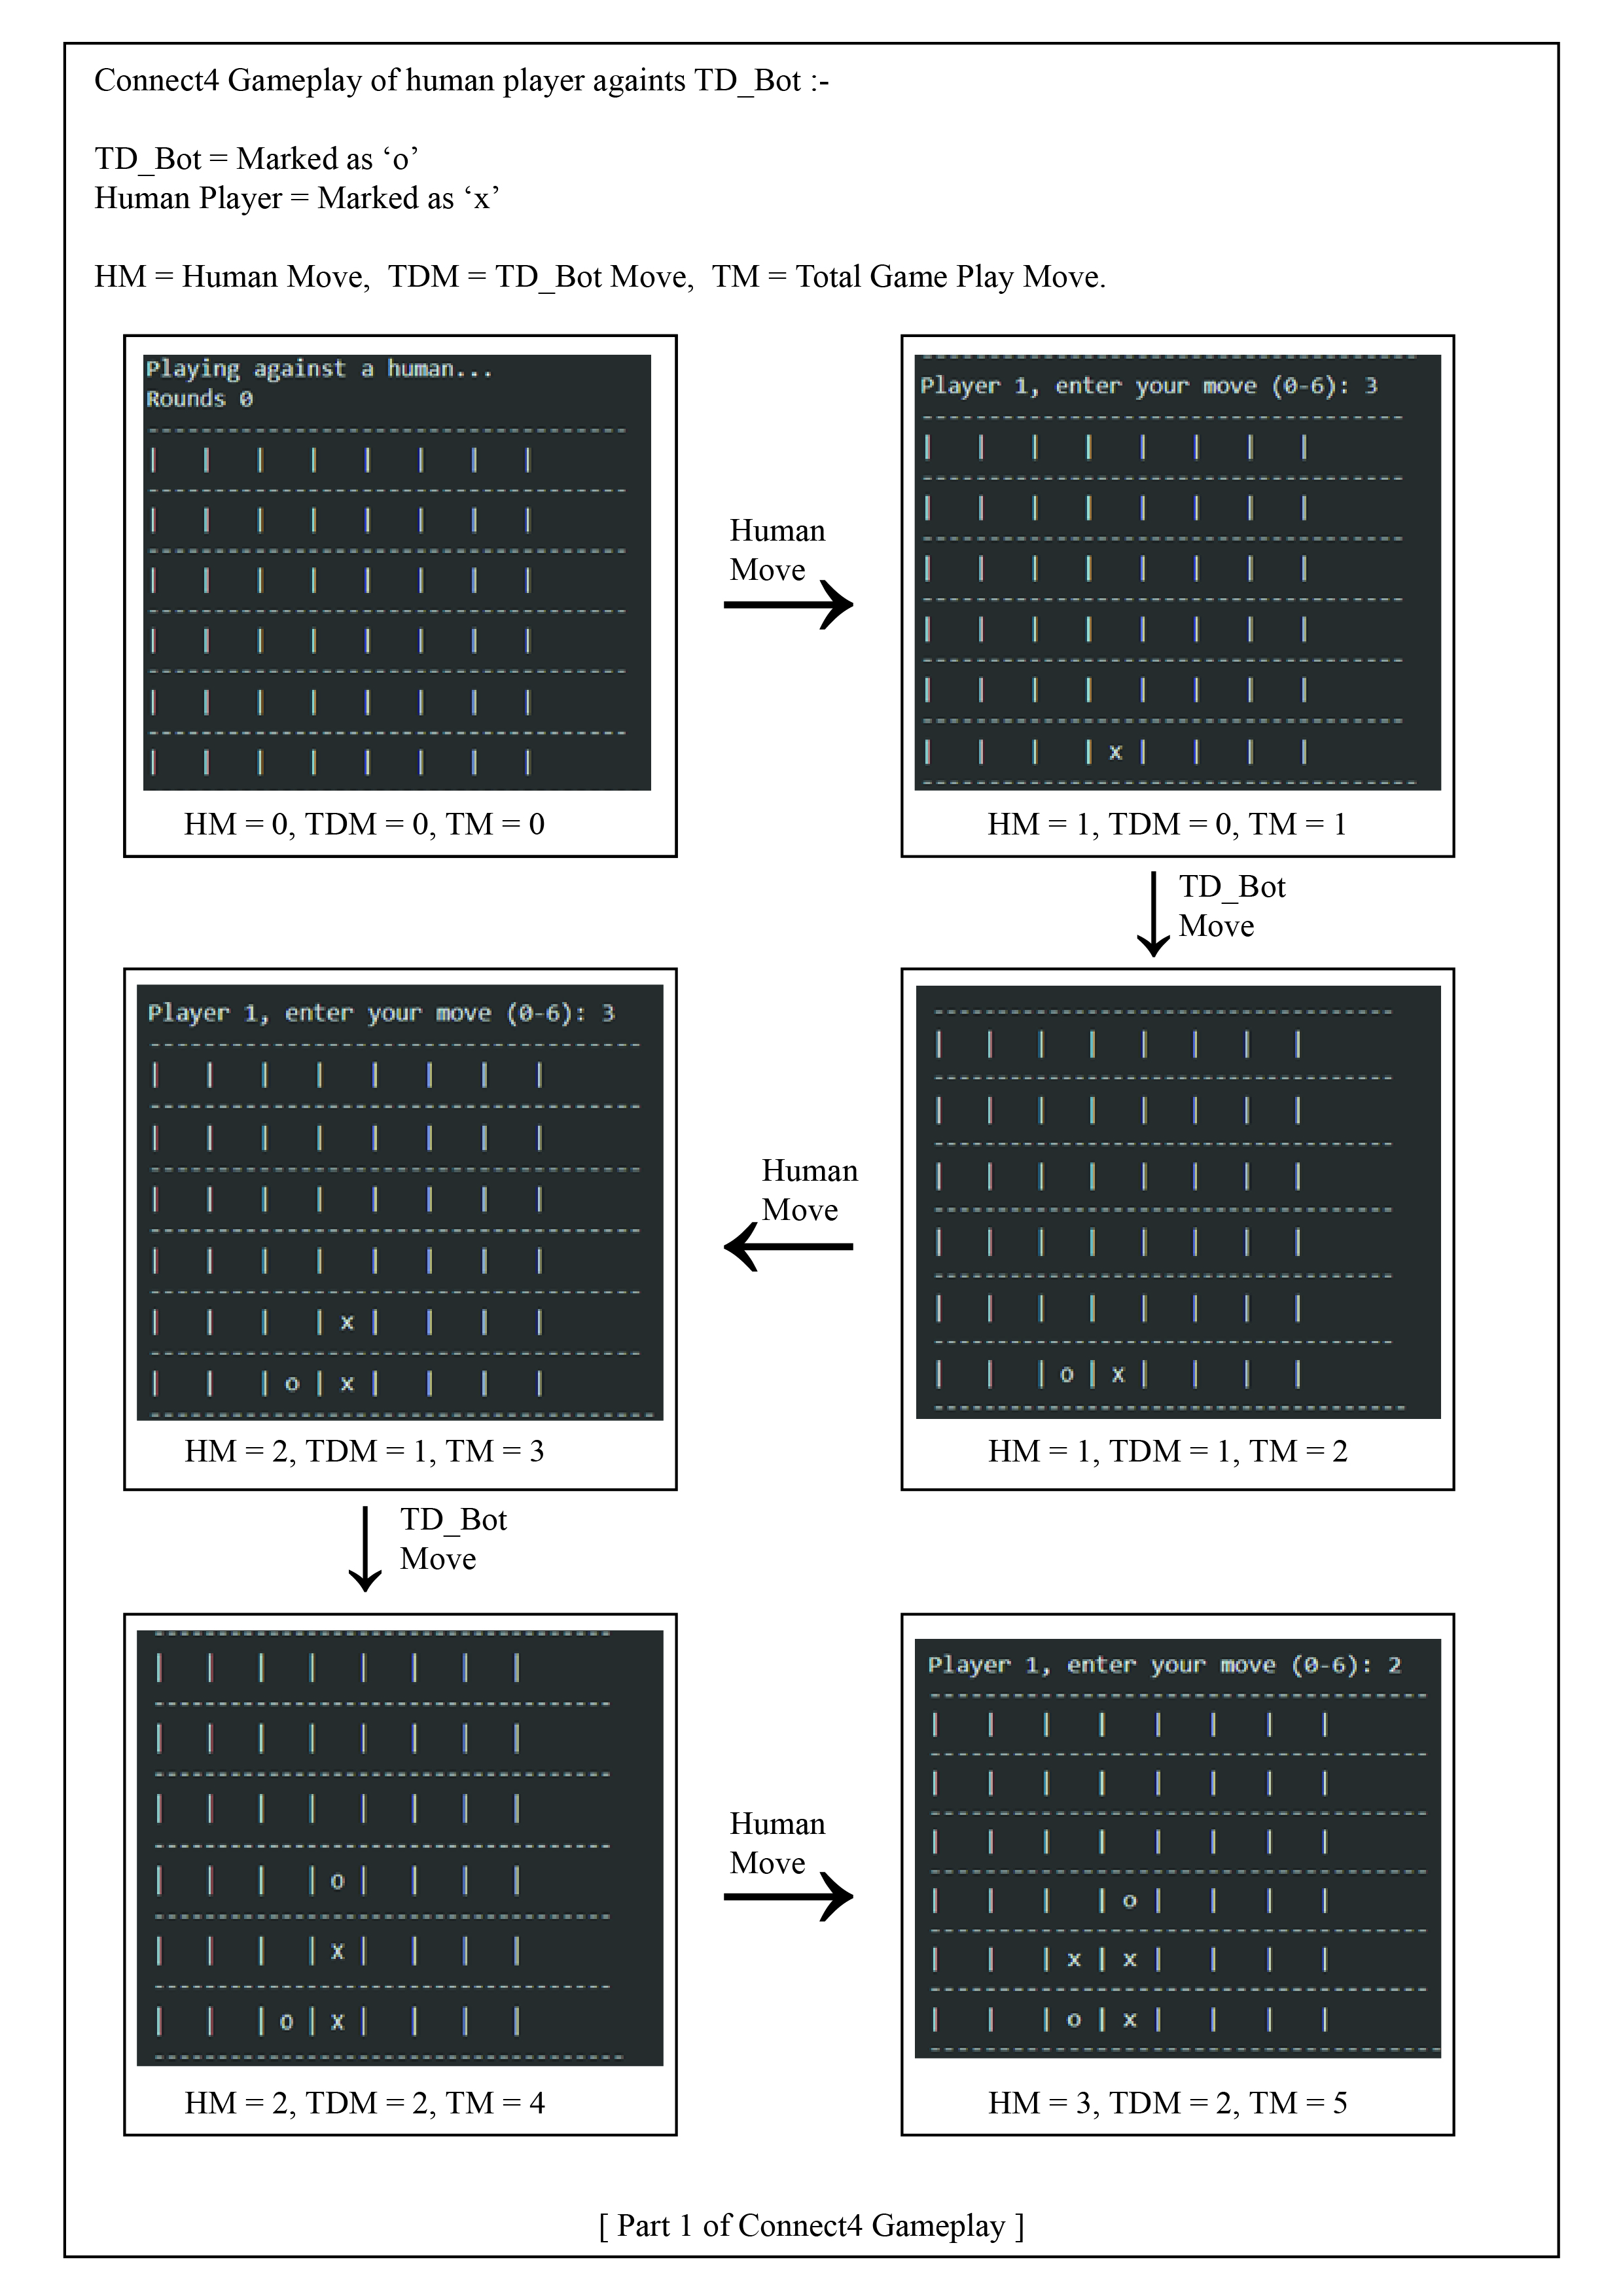 Connect4 Gameplay of human player againts TD_Bot :-
TD_Bot = Marked as ‘o’
Human Player = Marked as ‘x’
HM = Human Move,  TDM = TD_Bot Move,  TM = Total Game Play Move.
Playing against a human...
Rounds 0
HM = 0, TDM = 0, TM = 0
Human
Move
Player 1, enter your move (0-6): 3
x
HM = 1, TDM = 0, TM = 1
TD_Bot
Move
o | x
HM = 1, TDM = 1, TM = 2
Human
Move
Player 1, enter your move (0-6): 3
x
o | x
HM = 2, TDM = 1, TM = 3
TD_Bot
Move
o
x
o | x
HM = 2, TDM = 2, TM = 4
Human
Move
Player 1, enter your move (0-6): 2
o
x | x
o | x
HM = 3, TDM = 2, TM = 5
[ Part 1 of Connect4 Gameplay ]